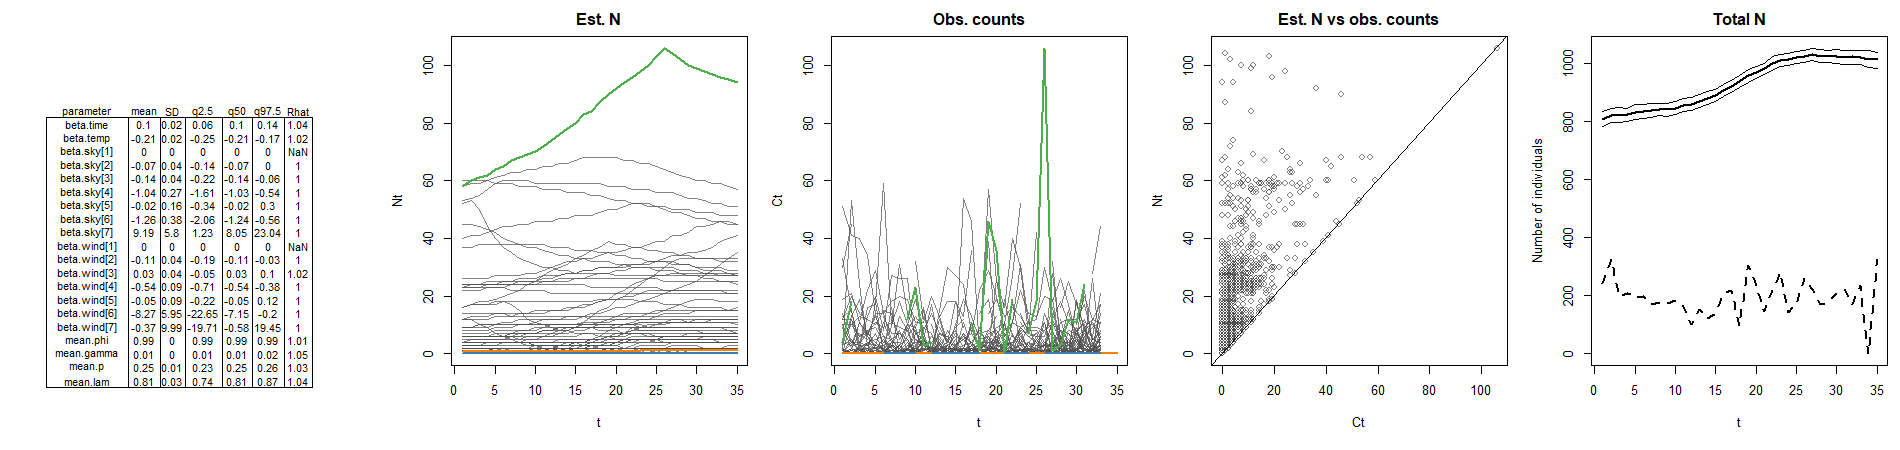 parameter mean SD q2.5 q50 q97.5 Rhat
beta.time 0.1 0.02 0.06 0.1 0.14 1.04
beta.temp -0.21 0.02 -0.25 -0.21 -0.17 1.02
beta.sky[1] 0 0 0 0 0 NaN
beta.sky[2] -0.07 0.04 -0.14 -0.07 0 1
beta.sky[3] -0.14 0.04 -0.22 -0.14 -0.06 1
beta.sky[4] -1.04 0.27 -1.61 -1.03 -0.54 1
beta.sky[5] -0.02 0.16 -0.34 -0.02 0.3 1
beta.sky[6] -1.26 0.38 -2.06 -1.24 -0.56 1
beta.sky[7] 9.19 5.8 1.23 8.05 23.04 1
beta.wind[1] 0 0 0 0 0 NaN
beta.wind[2] -0.11 0.04 -0.19 -0.11 -0.03 1
beta.wind[3] 0.03 0.04 -0.05 0.03 0.1 1.02
beta.wind[4] -0.54 0.09 -0.71 -0.54 -0.38 1
beta.wind[5] -0.05 0.09 -0.22 -0.05 0.12 1
beta.wind[6] -8.27 5.95 -22.65 -7.15 -0.2 1
beta.wind[7] -0.37 9.99 -19.71 -0.58 19.45 1
mean.phi 0.99 0 0.99 0.99 0.99 1.01
mean.gamma 0.01 0 0.01 0.01 0.02 1.05
mean.p 0.25 0.01 0.23 0.25 0.26 1.03
mean.lam 0.81 0.03 0.74 0.81 0.87 1.04
Est. N
Nt
100
80
60
40
20
0
0 5 10 15 20 25 30 35
t
Obs. counts
Ct
100
80
60
40
20
0
0 5 10 15 20 25 30 35
t
Est. N vs obs. counts
Nt
100
80
60
40
20
0
0 20 40 60 80 100
Ct
Total N
Number of individuals
1000
800
600
400
200
0
0 5 10 15 20 25 30 35
t